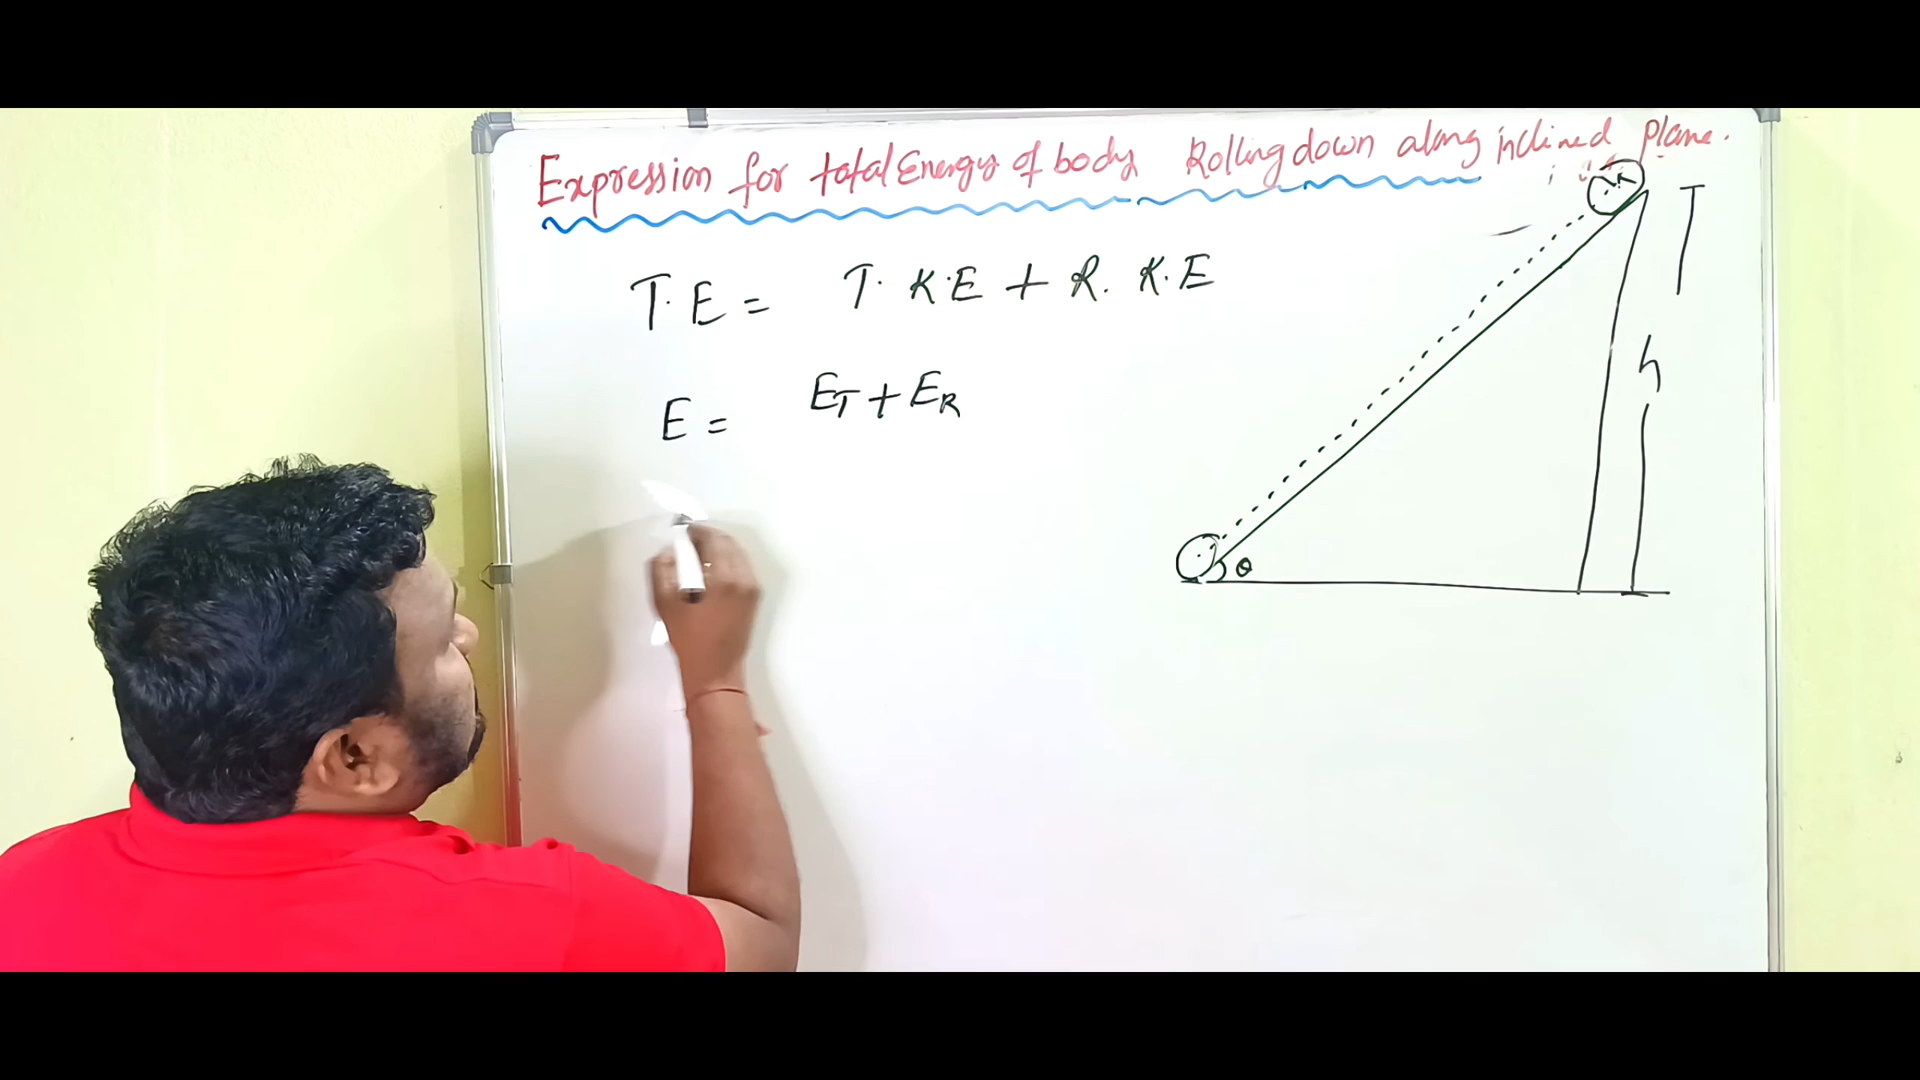 Expression for total Energy of body Rolling down along inclined plane.
T.E = T. K.E + R. K.E
E = ET + ER
h
θ